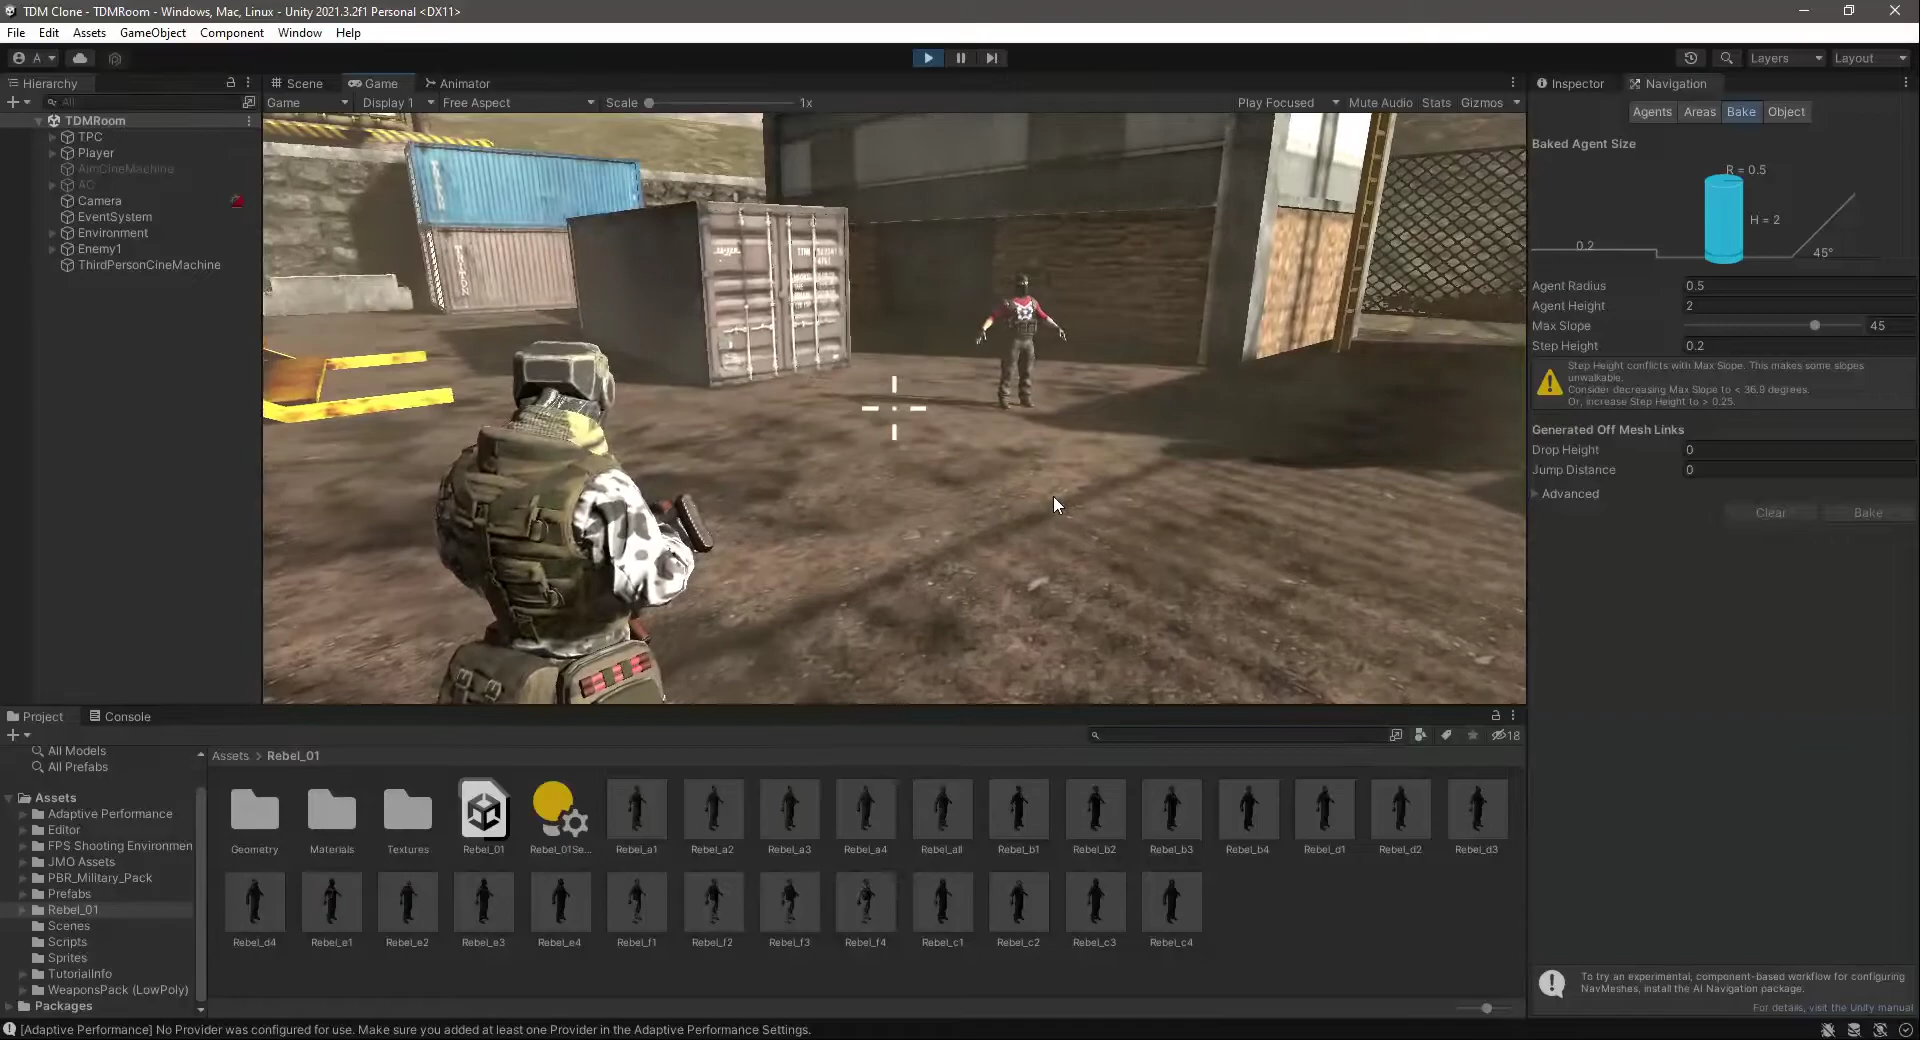 TDM Clone - TDMRoom - Windows, Mac, Linux - Unity 2021.3.2f1 Personal <DX11>
File Edit Assets GameObject Component Window Help
A Layers Layout
Hierarchy
All
TDMRoom
TPC
Player
AimCineMachine
AC
Camera
EventSystem
Environment
Enemy1
ThirdPersonCineMachine
Scene Game Animator
Game Display 1 Free Aspect Scale 1x Play Focused Mute Audio Stats Gizmos
Inspector Navigation
Agents Areas Bake Object
Baked Agent Size
R = 0.5
H = 2
0.2
45°
Agent Radius 0.5
Agent Height 2
Max Slope 45
Step Height 0.2
Step Height conflicts with Max Slope. This makes some slopes
unwalkable.
Consider decreasing Max Slope to < 36.9 degrees.
Or, increase Step Height to > 0.25.
Generated Off Mesh Links
Drop Height 0
Jump Distance 0
Advanced
Clear Bake
Project Console
18
All Models
All Prefabs
Assets
Adaptive Performance
Editor
FPS Shooting Environmen
JMO Assets
PBR_Military_Pack
Prefabs
Rebel_01
Scenes
Scripts
Sprites
TutorialInfo
WeaponsPack (LowPoly)
Packages
Assets > Rebel_01
Geometry Materials Textures Rebel_01 Rebel_01Se... Rebel_a1 Rebel_a2 Rebel_a3 Rebel_a4 Rebel_all Rebel_b1 Rebel_b2 Rebel_b3 Rebel_b4 Rebel_d1 Rebel_d2 Rebel_d3
Rebel_d4 Rebel_e1 Rebel_e2 Rebel_e3 Rebel_e4 Rebel_f1 Rebel_f2 Rebel_f3 Rebel_f4 Rebel_c1 Rebel_c2 Rebel_c3 Rebel_c4
To try an experimental, component-based workflow for configuring
NavMeshes, install the AI Navigation package.
For details, visit the Unity manual
[Adaptive Performance] No Provider was configured for use. Make sure you added at least one Provider in the Adaptive Performance Settings.